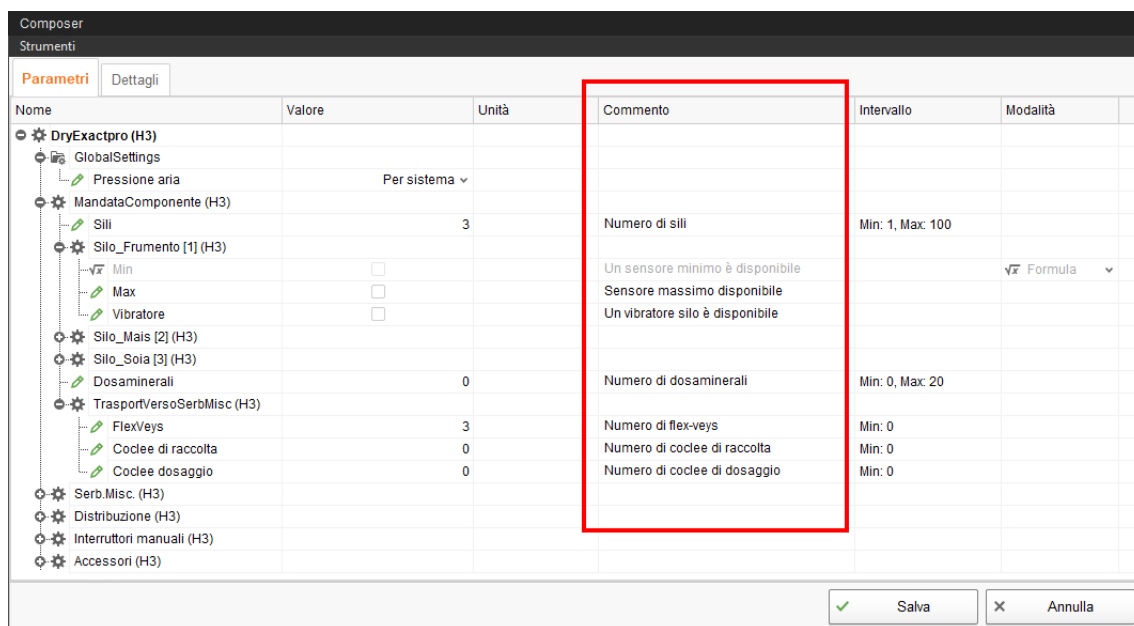 Composer
Strumenti
Parametri Dettagli
Nome Valore Unità Commento Intervallo Modalità
DryExactpro (H3)
GlobalSettings
Pressione aria Per sistema
MandataComponente (H3)
Sili 3 Numero di sili Min: 1, Max: 100
Silo_Frumento [1] (H3)
√x Min Un sensore minimo è disponibile √x Formula
Max Sensore massimo disponibile
Vibratore Un vibratore silo è disponibile
Silo_Mais [2] (H3)
Silo_Soia [3] (H3)
Dosaminerali 0 Numero di dosaminerali Min: 0, Max: 20
TrasportVersoSerbMisc (H3)
FlexVeys 3 Numero di flex-veys Min: 0
Coclee di raccolta 0 Numero di coclee di raccolta Min: 0
Coclee dosaggio 0 Numero di coclee di dosaggio Min: 0
Serb.Misc. (H3)
Distribuzione (H3)
Interruttori manuali (H3)
Accessori (H3)
Salva Annulla